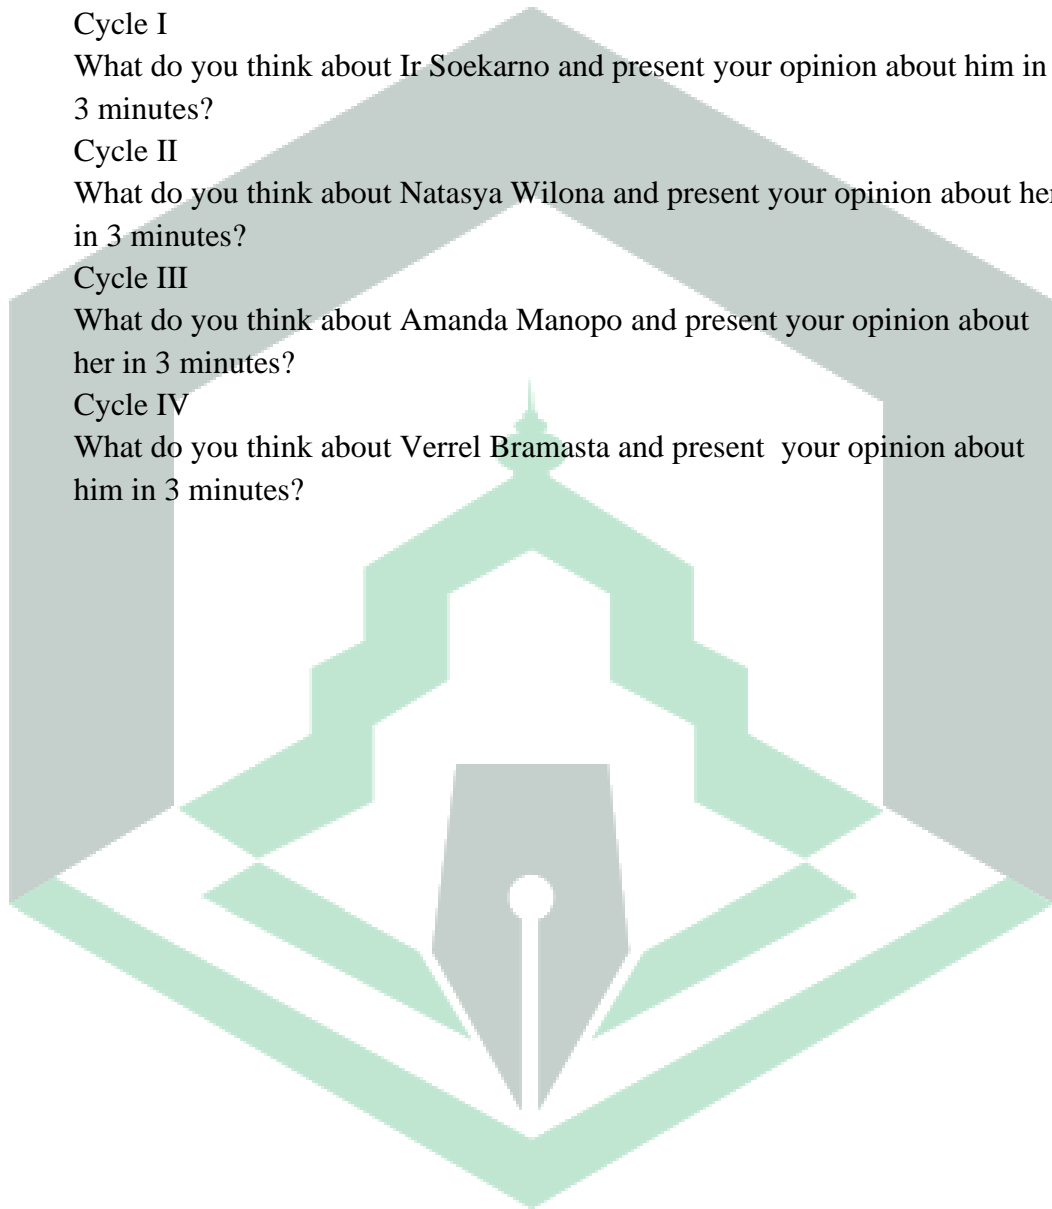 Cycle I
What do you think about Ir Soekarno and present your opinion about him in
3 minutes?
Cycle II
What do you think about Natasya Wilona and present your opinion about her
in 3 minutes?
Cycle III
What do you think about Amanda Manopo and present your opinion about
her in 3 minutes?
Cycle IV
What do you think about Verrel Bramasta and present  your opinion about
him in 3 minutes?